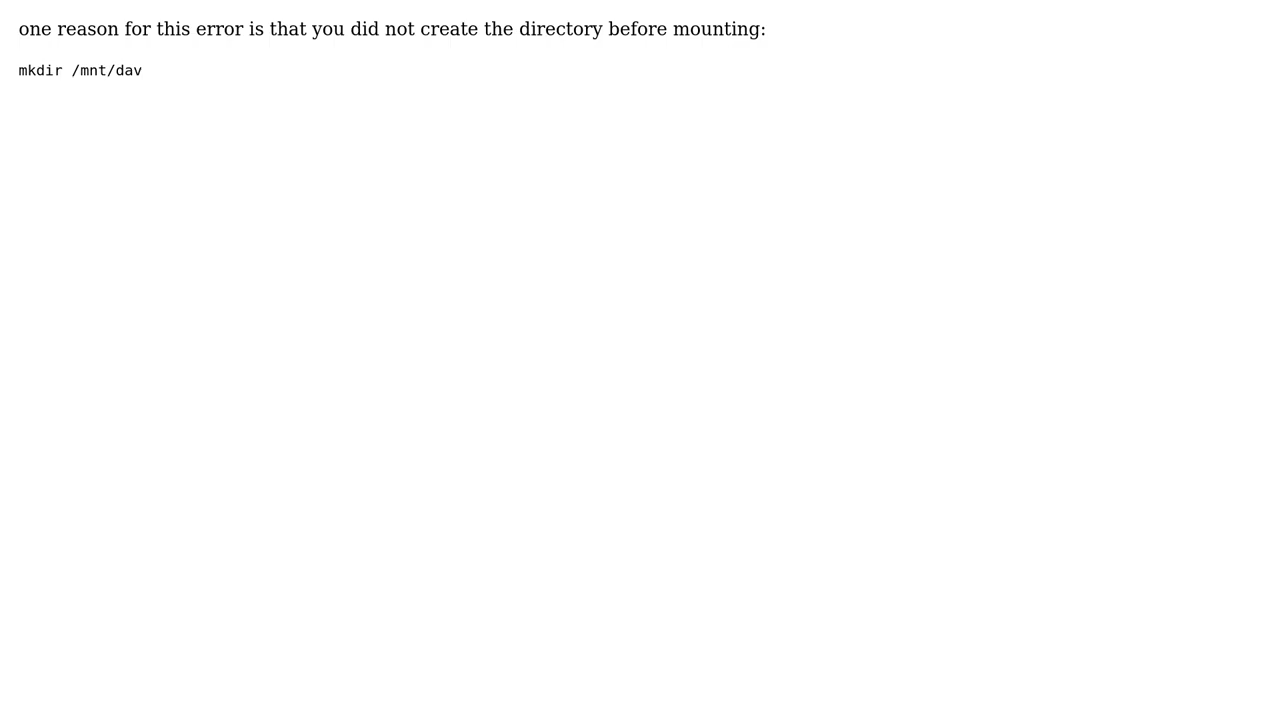 one reason for this error is that you did not create the directory before mounting:
mkdir /mnt/dav